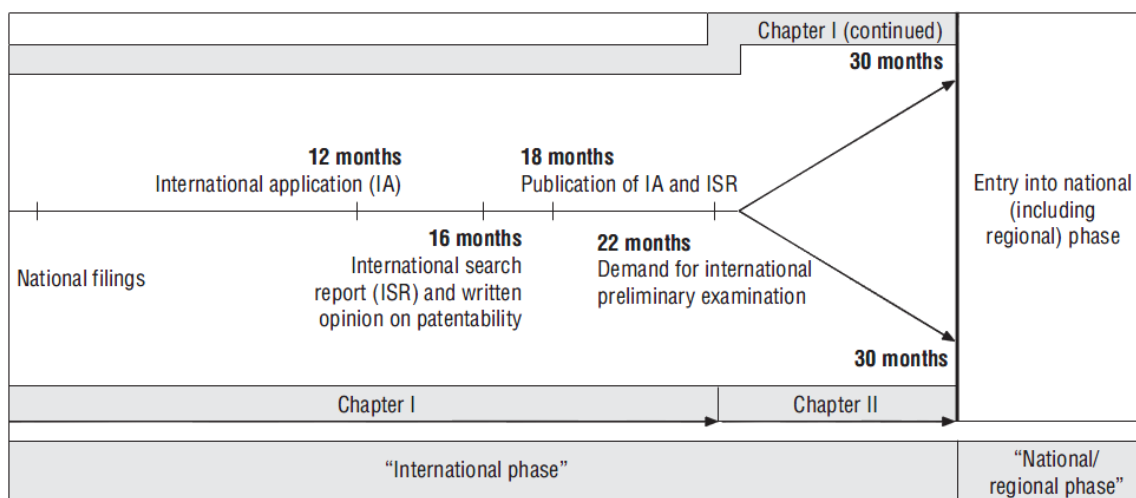 Chapter I (continued)
30 months
12 months
International application (IA)
18 months
Publication of IA and ISR
Entry into national
(including
regional) phase
National filings
16 months
International search
report (ISR) and written
opinion on patentability
22 months
Demand for international
preliminary examination
30 months
Chapter I
Chapter II
“International phase”
“National/
regional phase”